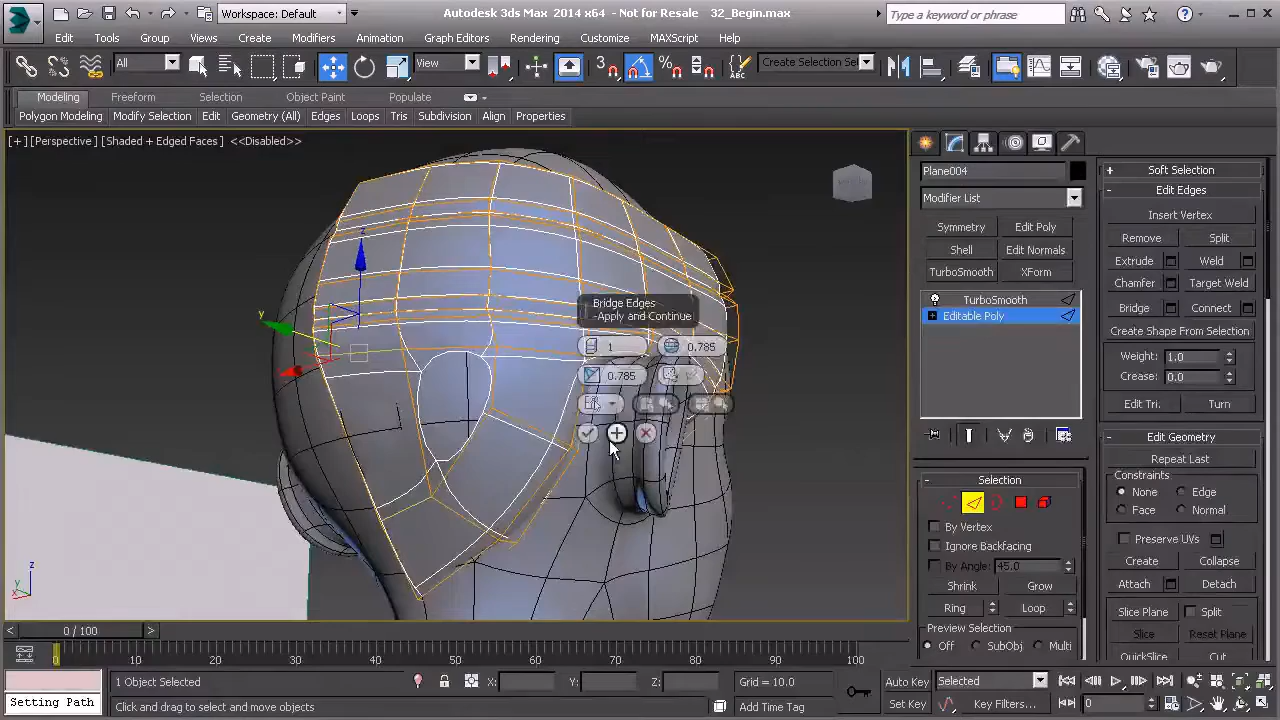 Workspace: Default
Autodesk 3ds Max 2014 x64 - Not for Resale 32_Begin.max
Type a keyword or phrase
Edit Tools Group Views Create Modifiers Animation Graph Editors Rendering Customize MAXScript Help
All
View
3
Create Selection Se
Modeling Freeform Selection Object Paint Populate
Polygon Modeling Modify Selection Edit Geometry (All) Edges Loops Tris Subdivision Align Properties
[+] [Perspective] [Shaded + Edged Faces] <<Disabled>>
z
y
Bridge Edges
-Apply and Continue
1
0.785
0.785
z
y
x
Plane004
Modifier List
Symmetry Edit Poly
Shell Edit Normals
TurboSmooth XForm
TurboSmooth
Editable Poly
Selection
By Vertex
Ignore Backfacing
By Angle: 45.0
Shrink Grow
Ring Loop
Preview Selection
Off SubObj Multi
Soft Selection
Edit Edges
Insert Vertex
Remove Split
Extrude Weld
Chamfer Target Weld
Bridge Connect
Create Shape From Selection
Weight: 1.0
Crease: 0.0
Edit Tri. Turn
Edit Geometry
Repeat Last
Constraints
None Edge
Face Normal
Preserve UVs
Create Collapse
Attach Detach
Slice Plane Split
Slice Reset Plane
QuickSlice Cut
< 0 / 100 >
0 10 20 30 40 50 60 70 80 90 100
1 Object Selected
X: Y: Z: Grid = 10.0
Auto Key Selected
Setting Path
Click and drag to select and move objects
Add Time Tag
Set Key Key Filters... 0